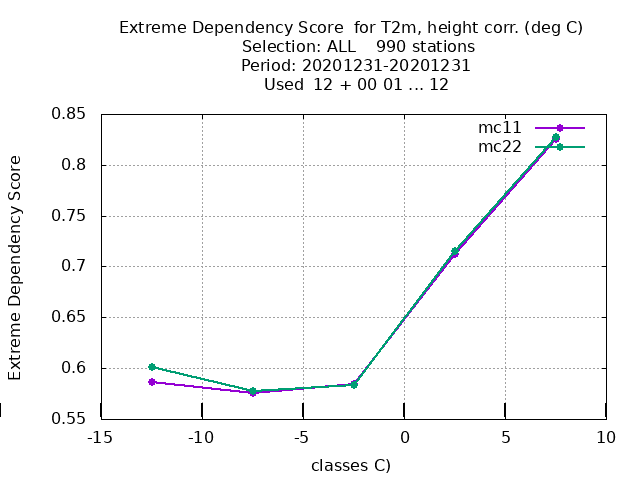 Extreme Dependency Score  for T2m, height corr. (deg C)
Selection: ALL    990 stations
Period: 20201231-20201231
Used  12 + 00 01 ... 12
mc11
mc22
Extreme Dependency Score
0.85
0.8
0.75
0.7
0.65
0.6
0.55
-15 -10 -5 0 5 10
classes C)